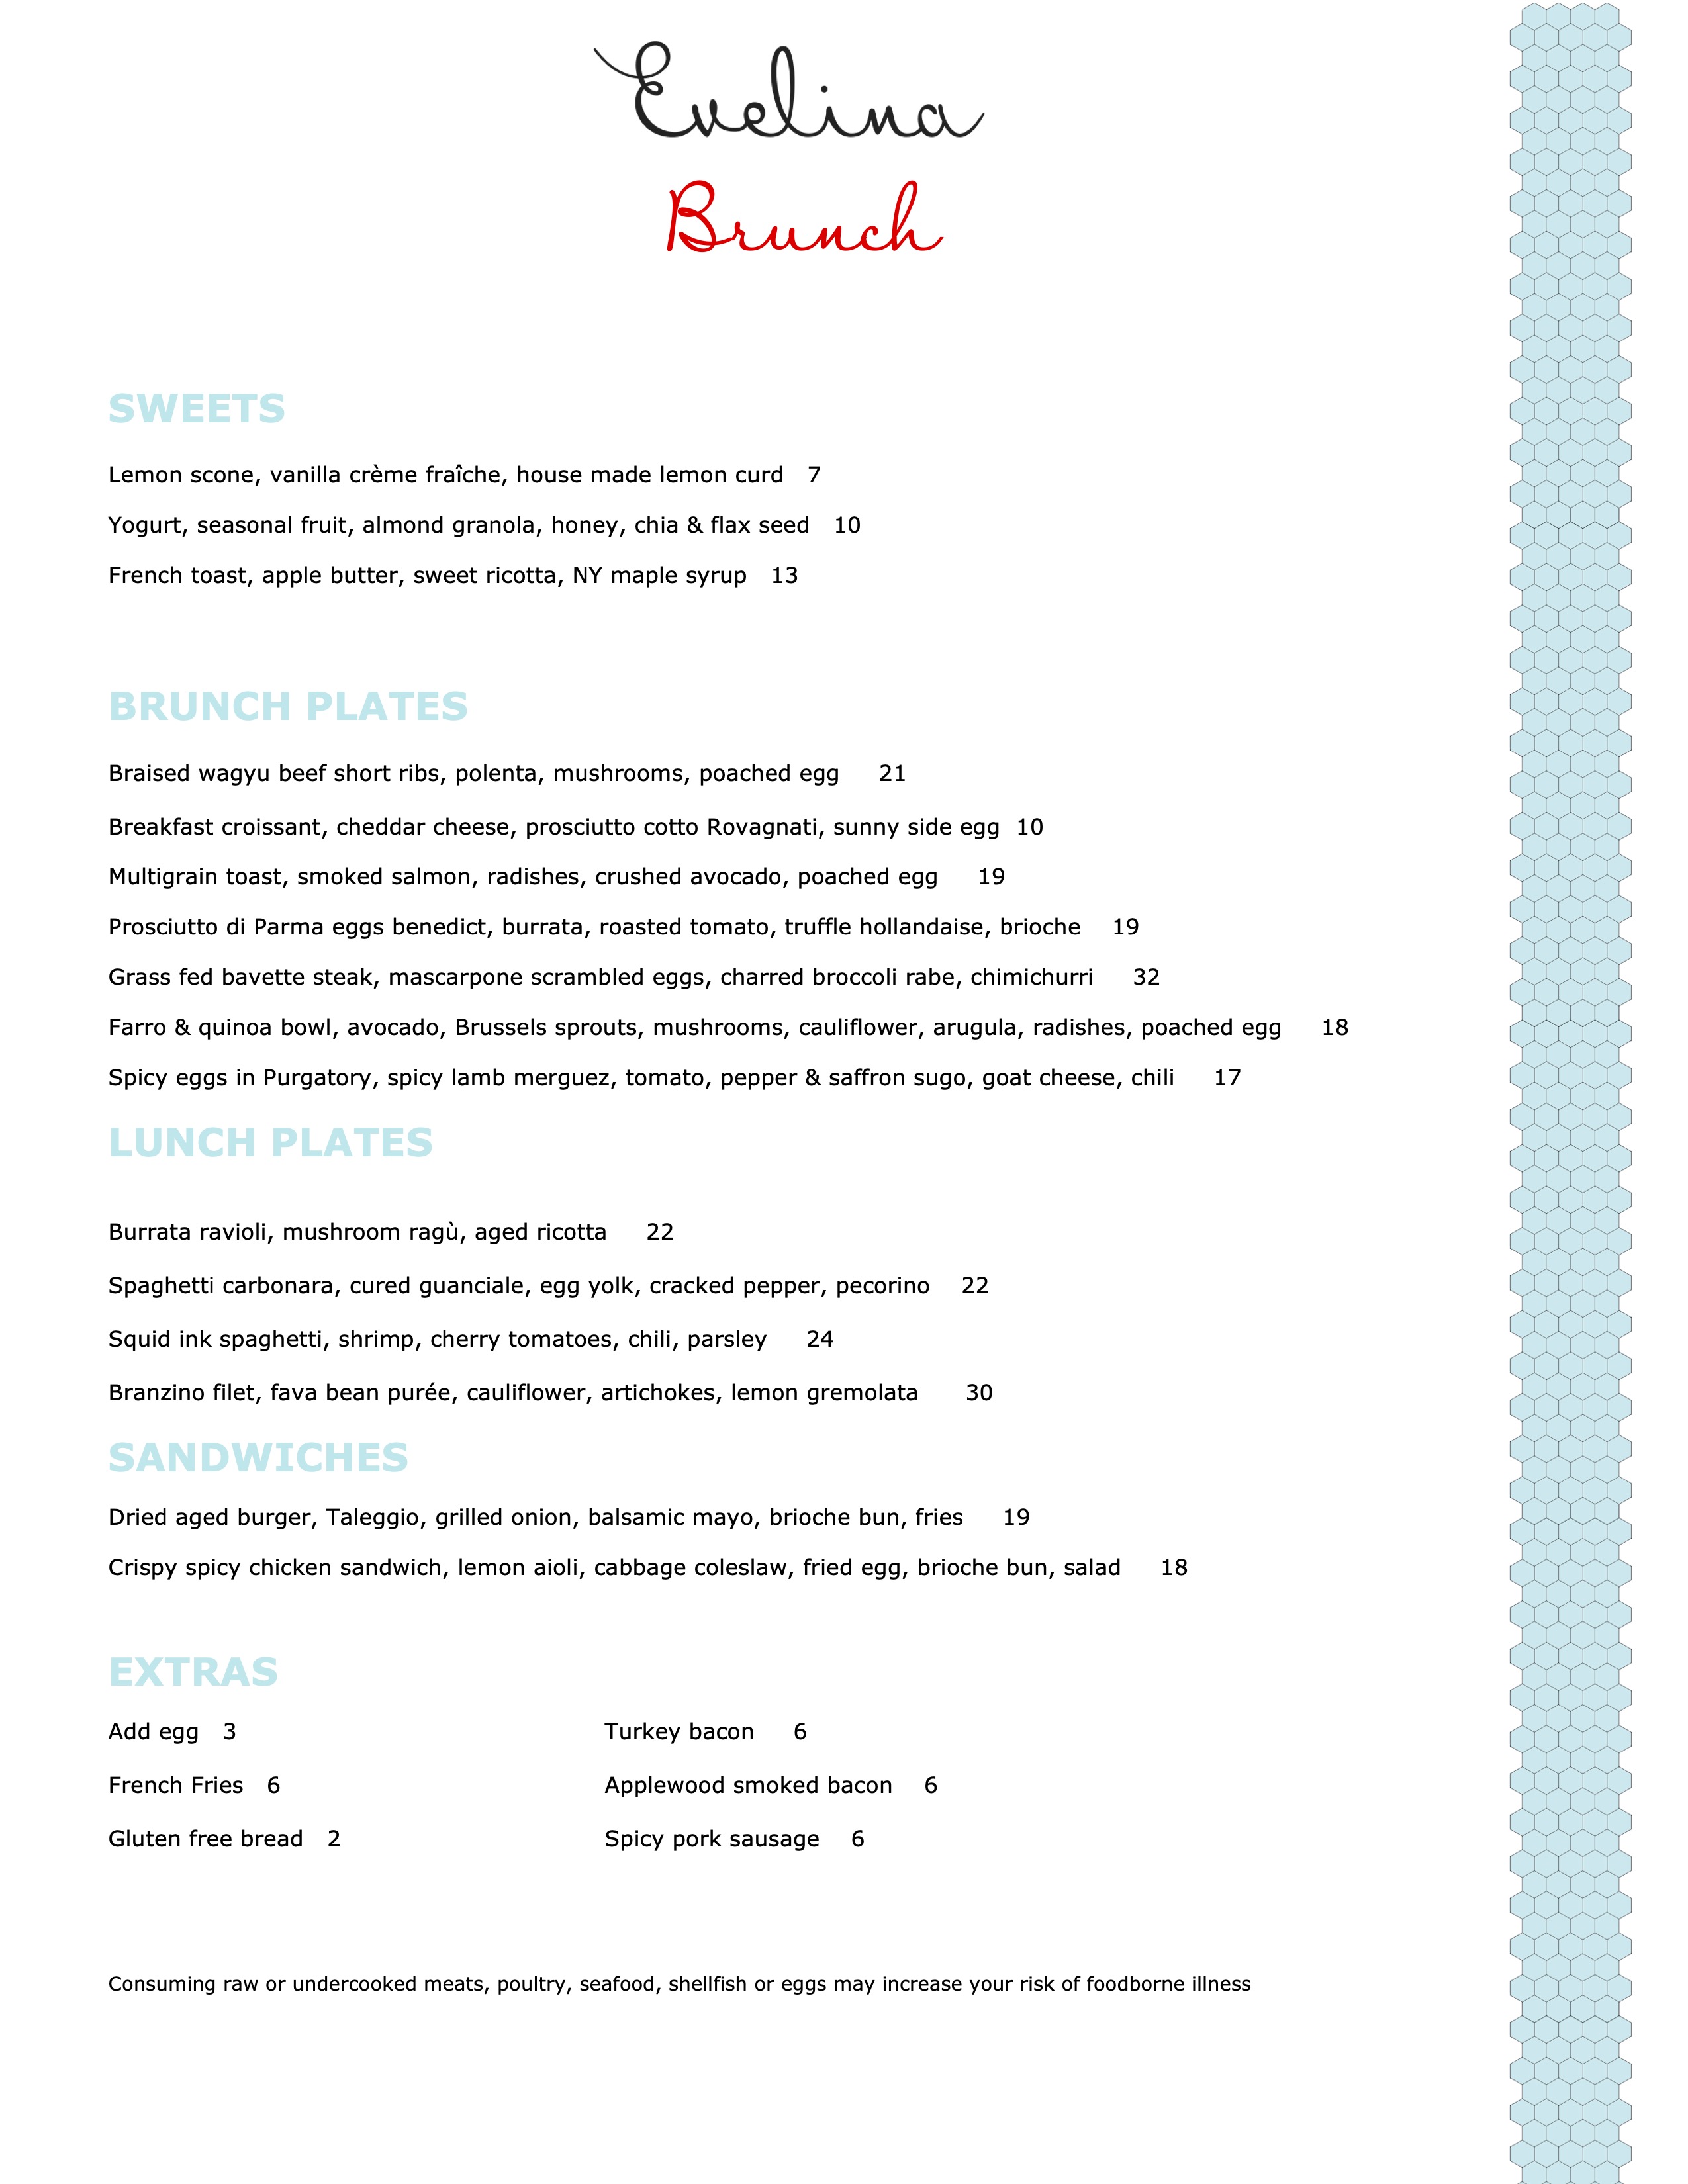 Evelina
Brunch
SWEETS
Lemon scone, vanilla crème fraîche, house made lemon curd 7
Yogurt, seasonal fruit, almond granola, honey, chia & flax seed 10
French toast, apple butter, sweet ricotta, NY maple syrup 13
BRUNCH PLATES
Braised wagyu beef short ribs, polenta, mushrooms, poached egg 21
Breakfast croissant, cheddar cheese, prosciutto cotto Rovagnati, sunny side egg 10
Multigrain toast, smoked salmon, radishes, crushed avocado, poached egg 19
Prosciutto di Parma eggs benedict, burrata, roasted tomato, truffle hollandaise, brioche 19
Grass fed bavette steak, mascarpone scrambled eggs, charred broccoli rabe, chimichurri 32
Farro & quinoa bowl, avocado, Brussels sprouts, mushrooms, cauliflower, arugula, radishes, poached egg 18
Spicy eggs in Purgatory, spicy lamb merguez, tomato, pepper & saffron sugo, goat cheese, chili 17
LUNCH PLATES
Burrata ravioli, mushroom ragù, aged ricotta 22
Spaghetti carbonara, cured guanciale, egg yolk, cracked pepper, pecorino 22
Squid ink spaghetti, shrimp, cherry tomatoes, chili, parsley 24
Branzino filet, fava bean purée, cauliflower, artichokes, lemon gremolata 30
SANDWICHES
Dried aged burger, Taleggio, grilled onion, balsamic mayo, brioche bun, fries 19
Crispy spicy chicken sandwich, lemon aioli, cabbage coleslaw, fried egg, brioche bun, salad 18
EXTRAS
Add egg 3
French Fries 6
Gluten free bread 2
Turkey bacon 6
Applewood smoked bacon 6
Spicy pork sausage 6
Consuming raw or undercooked meats, poultry, seafood, shellfish or eggs may increase your risk of foodborne illness